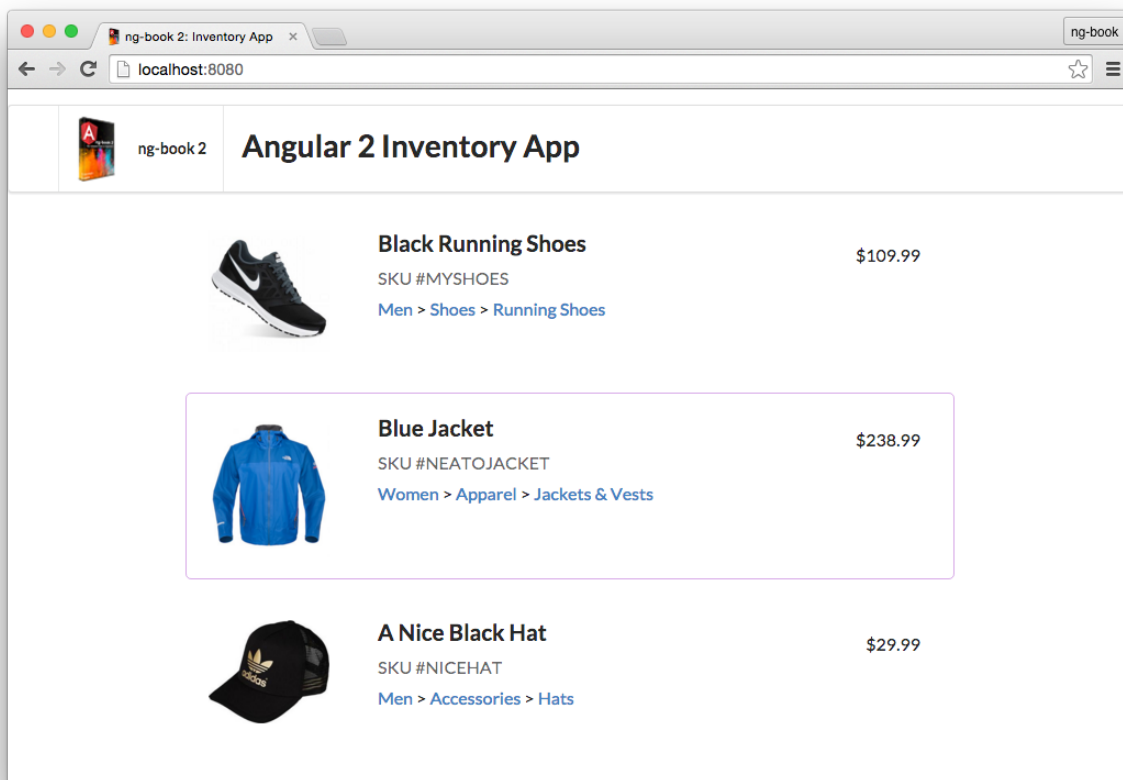 ng-book 2: Inventory App
ng-book
localhost:8080
ng-book 2
Angular 2 Inventory App
Black Running Shoes
$109.99
SKU #MYSHOES
Men > Shoes > Running Shoes
Blue Jacket
$238.99
SKU #NEATOJACKET
Women > Apparel > Jackets & Vests
A Nice Black Hat
$29.99
SKU #NICEHAT
Men > Accessories > Hats
adidas